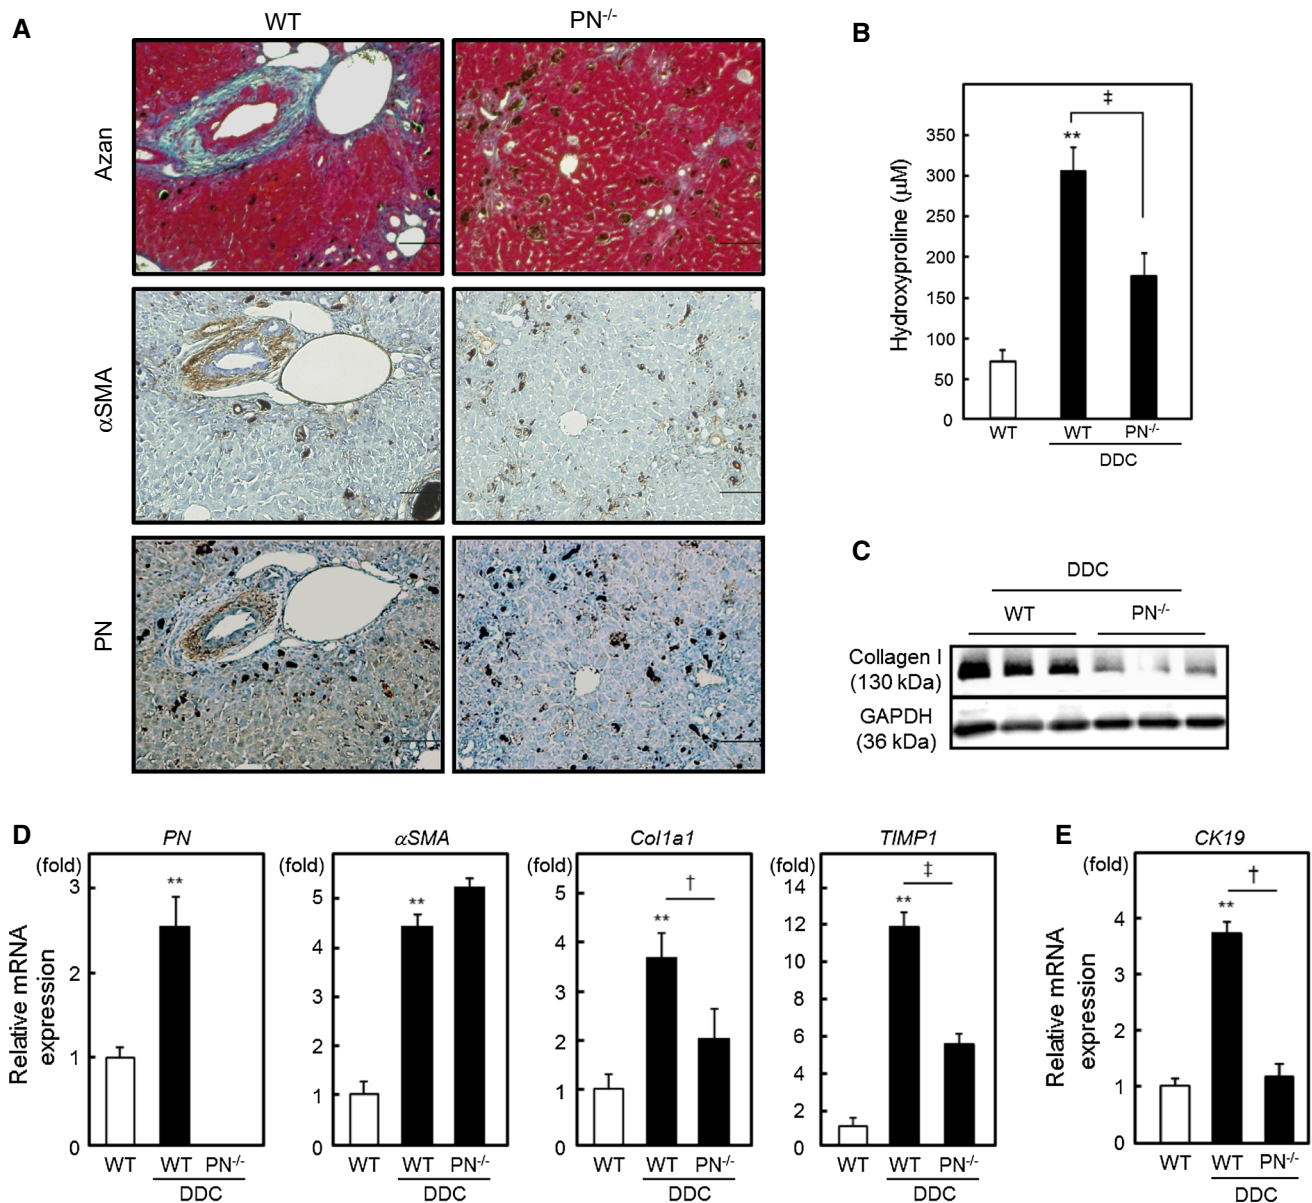 A
WT
PN-/-
Azan
αSMA
PN
B
Hydroxyproline (μM)
350
300
250
200
150
100
50
0
‡
**
WT
WT
PN-/-
DDC
C
DDC
WT
PN-/-
Collagen I
(130 kDa)
GAPDH
(36 kDa)
D
Relative mRNA
expression
PN
(fold)
3
2
1
0
**
WT
WT
PN-/-
DDC
αSMA
(fold)
5
4
3
2
1
0
**
WT
WT
PN-/-
DDC
Col1a1
(fold)
5
4
3
2
1
0
†
**
WT
WT
PN-/-
DDC
TIMP1
(fold)
14
12
10
8
6
4
2
0
‡
**
WT
WT
PN-/-
DDC
E
Relative mRNA
expression
CK19
(fold)
4
3
2
1
0
†
**
WT
WT
PN-/-
DDC